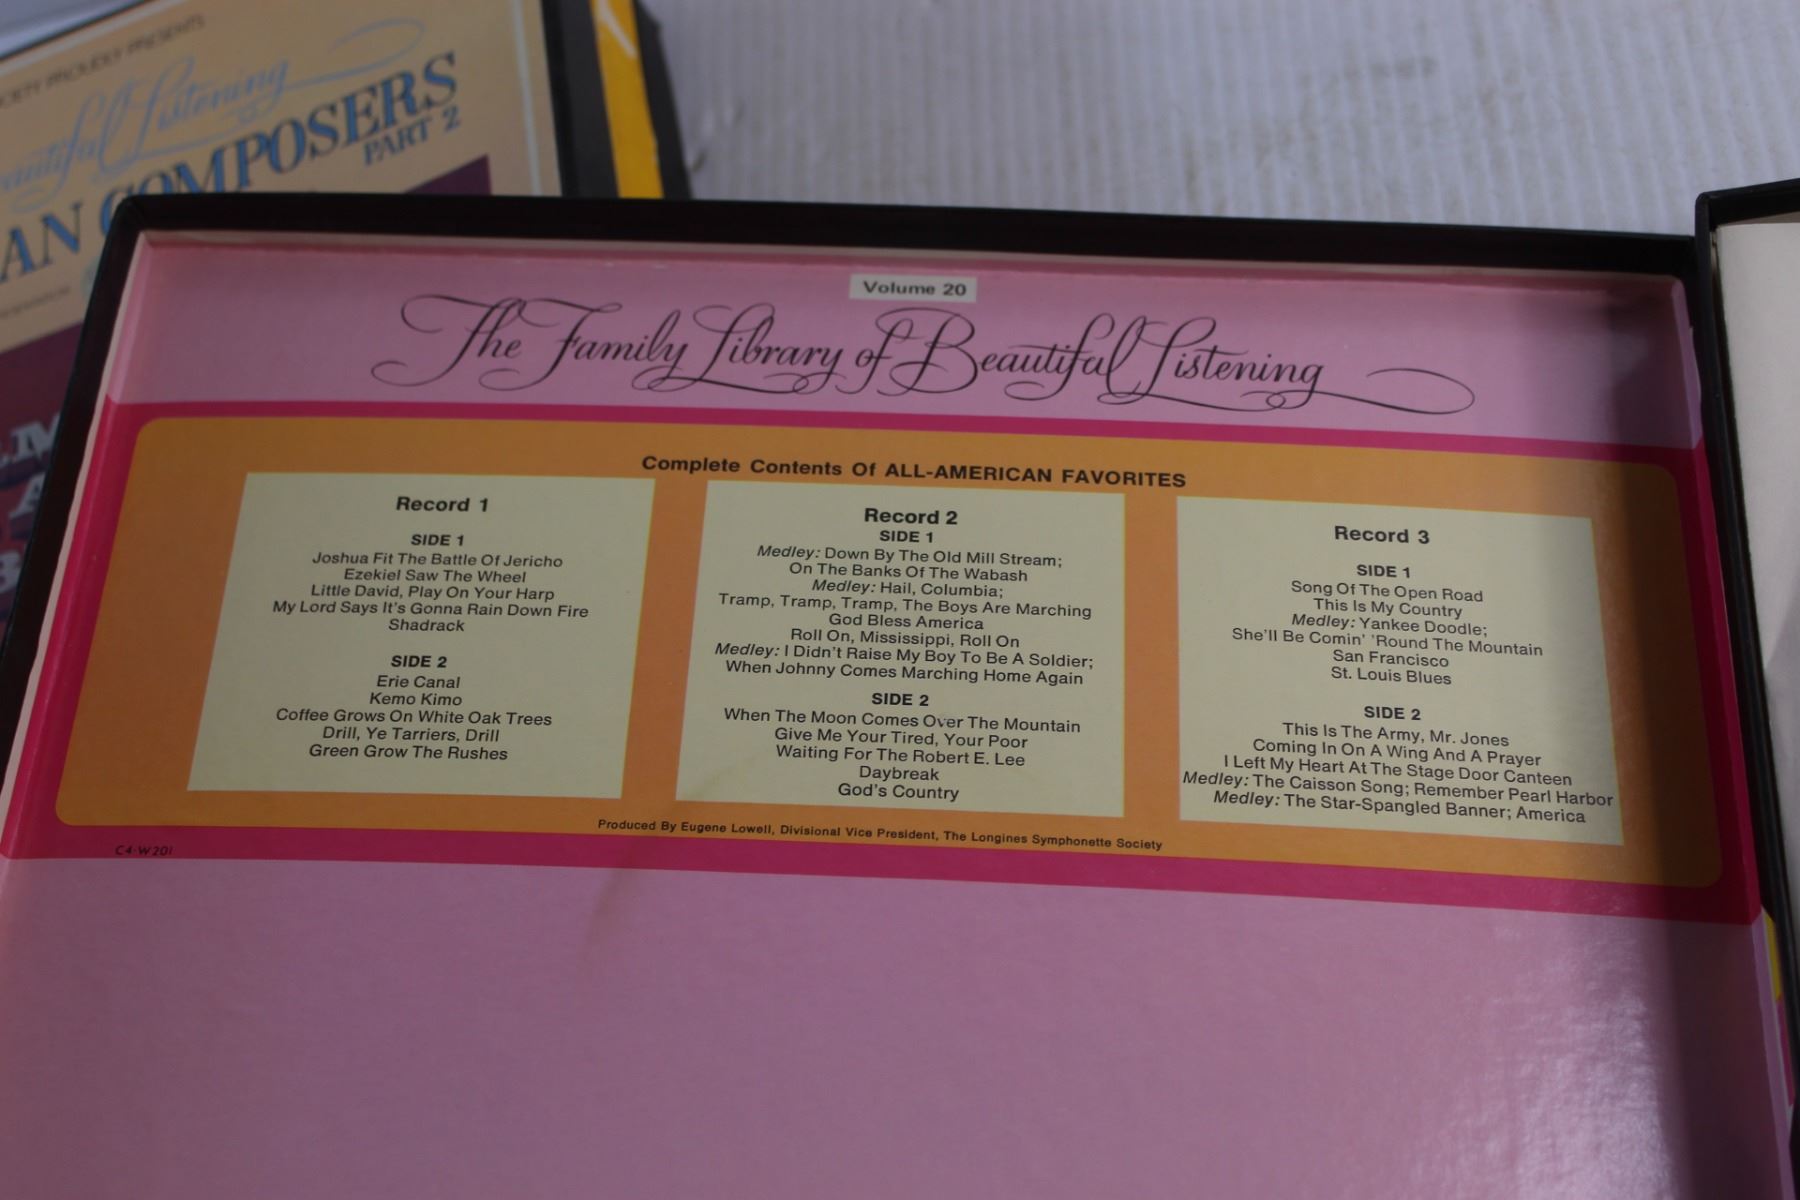 PROUDLY PRESENTS
Beautiful Listening
AN COMPOSERS
PART 2
Volume 20
The Family Library of Beautiful Listening
Complete Contents Of ALL-AMERICAN FAVORITES
Record 1
SIDE 1
Joshua Fit The Battle Of Jericho
Ezekiel Saw The Wheel
Little David, Play On Your Harp
My Lord Says It's Gonna Rain Down Fire
Shadrack
SIDE 2
Erie Canal
Kemo Kimo
Coffee Grows On White Oak Trees
Drill, Ye Tarriers, Drill
Green Grow The Rushes
Record 2
SIDE 1
Medley: Down By The Old Mill Stream;
On The Banks Of The Wabash
Medley: Hail, Columbia;
Tramp, Tramp, Tramp, The Boys Are Marching
God Bless America
Roll On, Mississippi, Roll On
Medley: I Didn't Raise My Boy To Be A Soldier;
When Johnny Comes Marching Home Again
SIDE 2
When The Moon Comes Over The Mountain
Give Me Your Tired, Your Poor
Waiting For The Robert E. Lee
Daybreak
God's Country
Record 3
SIDE 1
Song Of The Open Road
This Is My Country
Medley: Yankee Doodle;
She'll Be Comin' 'Round The Mountain
San Francisco
St. Louis Blues
SIDE 2
This Is The Army, Mr. Jones
Coming In On A Wing And A Prayer
I Left My Heart At The Stage Door Canteen
Medley: The Caisson Song; Remember Pearl Harbor
Medley: The Star-Spangled Banner; America
Produced By Eugene Lowell, Divisional Vice President, The Longines Symphonette Society
C4-W201